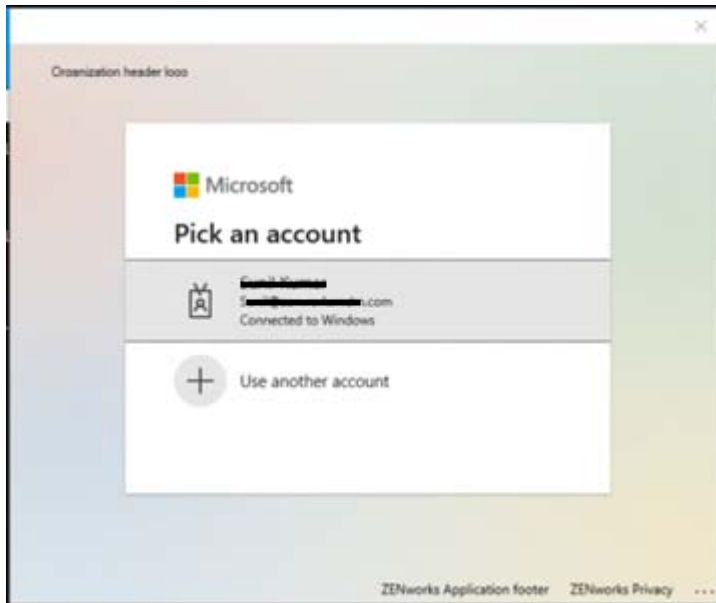 Organization header logo
Microsoft
Pick an account
Connected to Windows
Use another account
ZENworks Application footer ZENworks Privacy ...